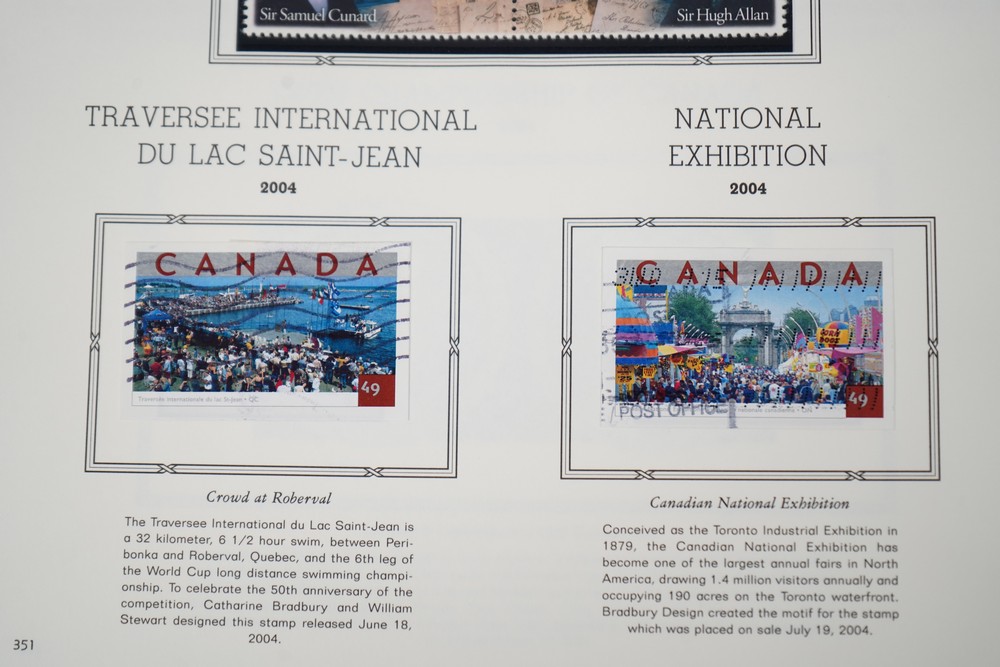 Sir Samuel Cunard
Sir Hugh Allan
TRAVERSEE INTERNATIONAL
DU LAC SAINT-JEAN
2004
CANADA
49
Traversée internationale du lac St-Jean • QC
Crowd at Roberval
The Traversee International du Lac Saint-Jean is
a 32 kilometer, 6 1/2 hour swim, between Peri-
bonka and Roberval, Quebec, and the 6th leg of
the World Cup long distance swimming champi-
onship. To celebrate the 50th anniversary of the
competition, Catharine Bradbury and William
Stewart designed this stamp released June 18,
2004.
NATIONAL
EXHIBITION
2004
CANADA
49
POST OFFICE
Canadian National Exhibition
Conceived as the Toronto Industrial Exhibition in
1879, the Canadian National Exhibition has
become one of the largest annual fairs in North
America, drawing 1.4 million visitors annually and
occupying 190 acres on the Toronto waterfront.
Bradbury Design created the motif for the stamp
which was placed on sale July 19, 2004.
351